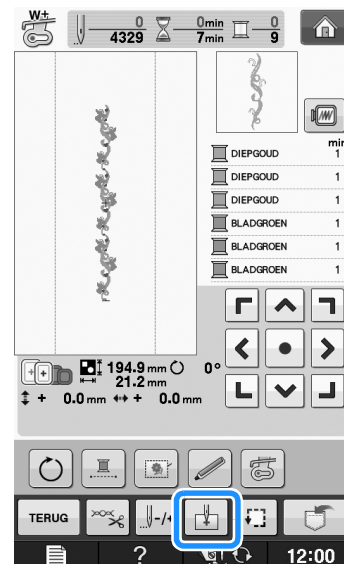 W+
0
4329
0min
7min
0
9
min
DIEPGOUD 1
DIEPGOUD 1
DIEPGOUD 1
BLADGROEN 1
BLADGROEN 1
BLADGROEN 1
194.9 mm 0°
21.2 mm
+ 0.0 mm + 0.0 mm
TERUG -/+
? 12:00